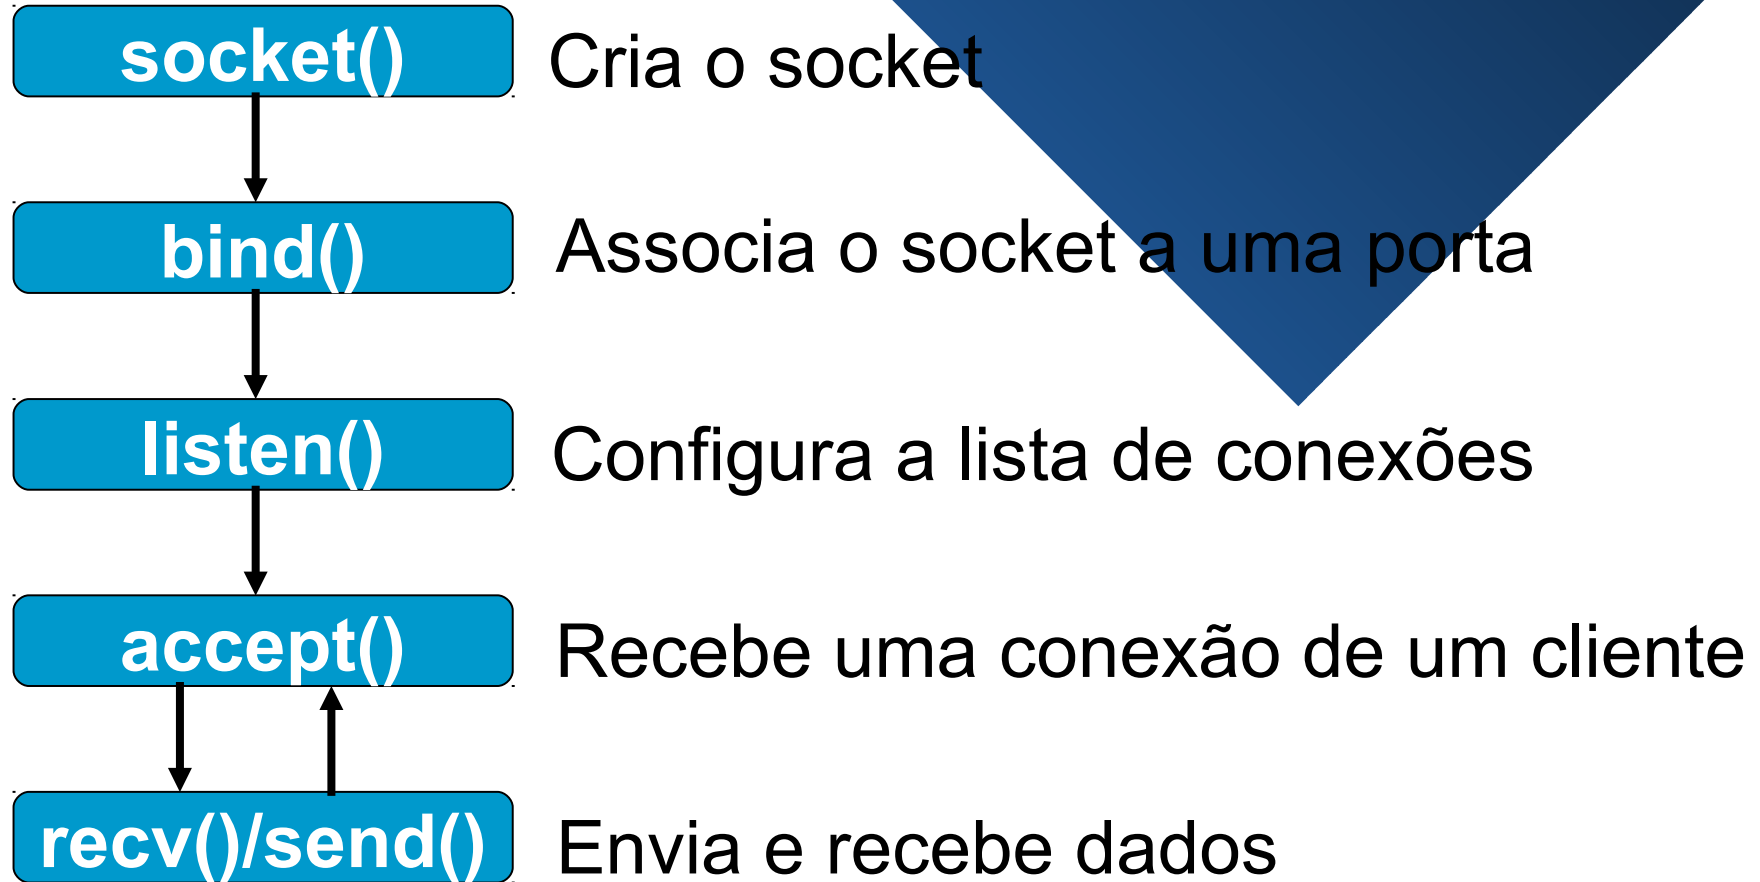 socket() Cria o socket
bind() Associa o socket a uma porta
listen() Configura a lista de conexões
accept() Recebe uma conexão de um cliente
recv()/send() Envia e recebe dados